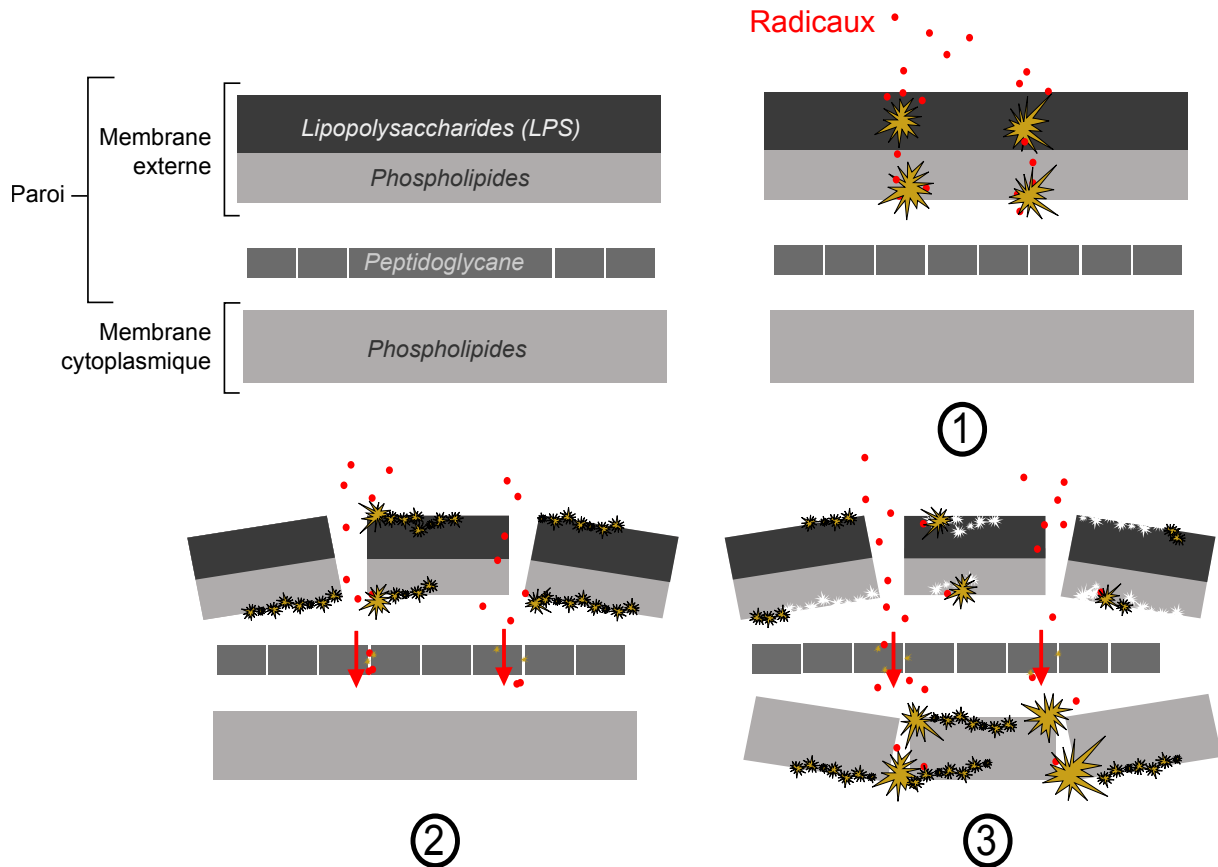 Radicaux
Lipopolysaccharides (LPS)
Membrane
externe
Phospholipides
Paroi
Peptidoglycane
Membrane
cytoplasmique
Phospholipides
1
2
3